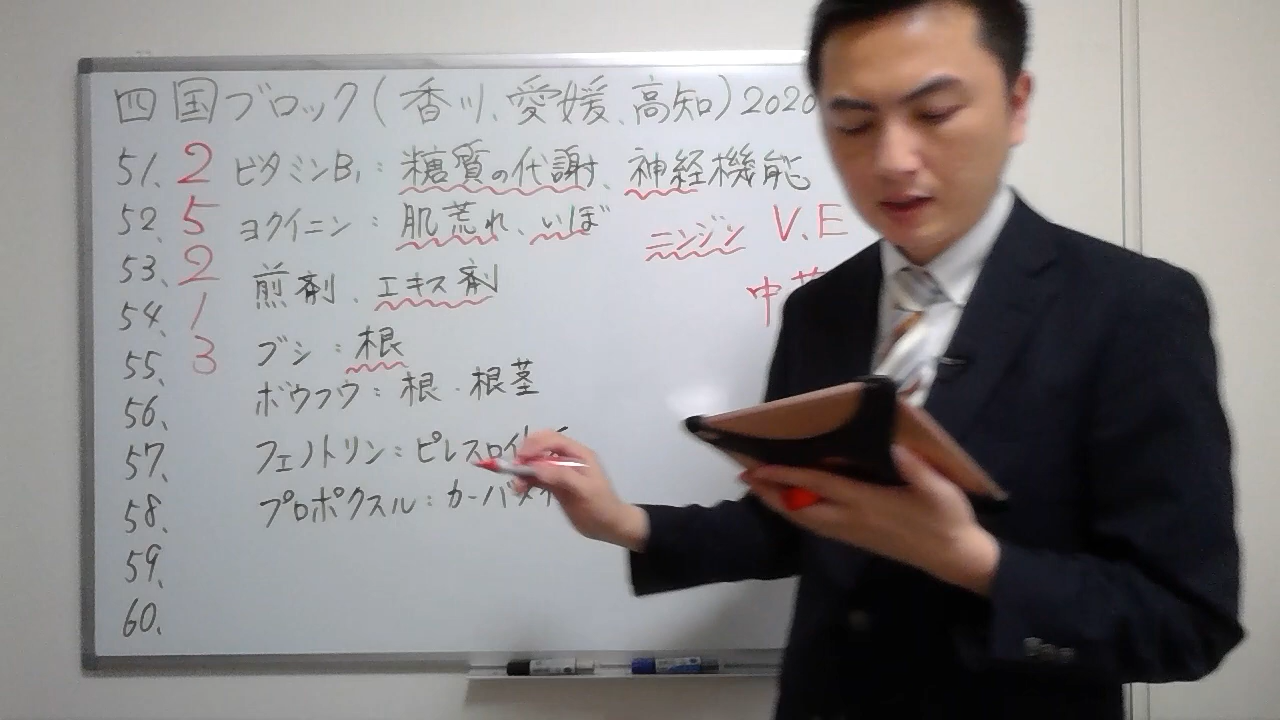 四国ブロック(香川、愛媛、高知)2020
51. 2 ビタミンB₁:糖質の代謝、神経機能
52. 5 ヨクイニン:肌荒れ、いぼ
ニンジン V.E
53. 2 煎剤、エキス剤
中
54. 1
55. 3 ブシ:根
56. ボウフウ:根・根茎
57. フェノトリン:ピレスロイ
58. プロポクスル:カーバメイ
59.
60.